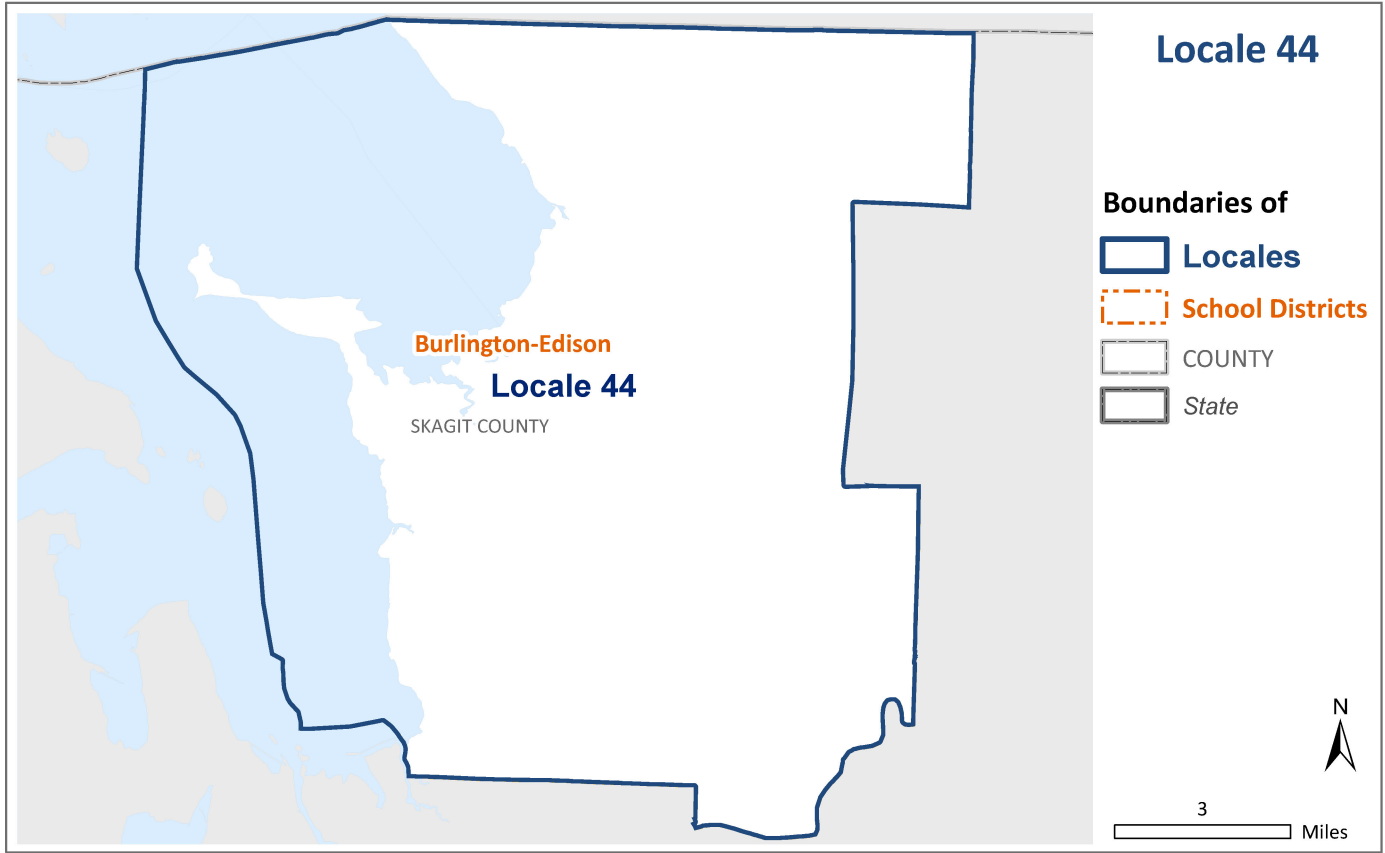 Locale 44
Boundaries of
Locales
School Districts
COUNTY
State
Burlington-Edison
Locale 44
SKAGIT COUNTY
N
3
Miles